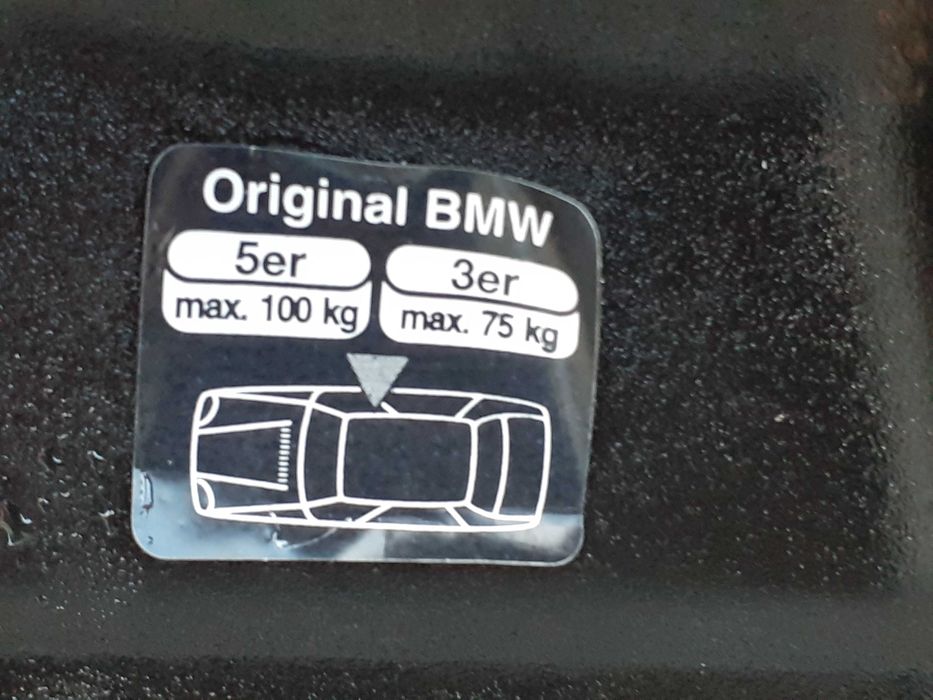 Original BMW
5er 3er
max. 100 kg max. 75 kg